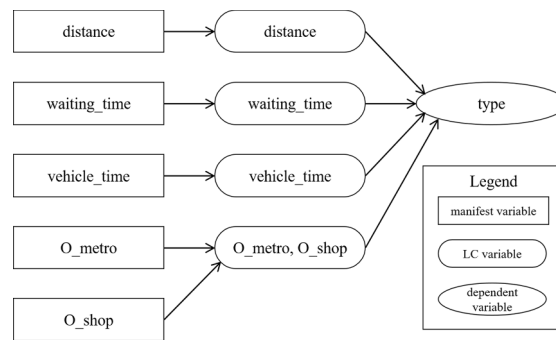 distance
distance
waiting_time
waiting_time
type
vehicle_time
vehicle_time
O_metro
O_metro, O_shop
O_shop
Legend
manifest variable
LC variable
dependent
variable